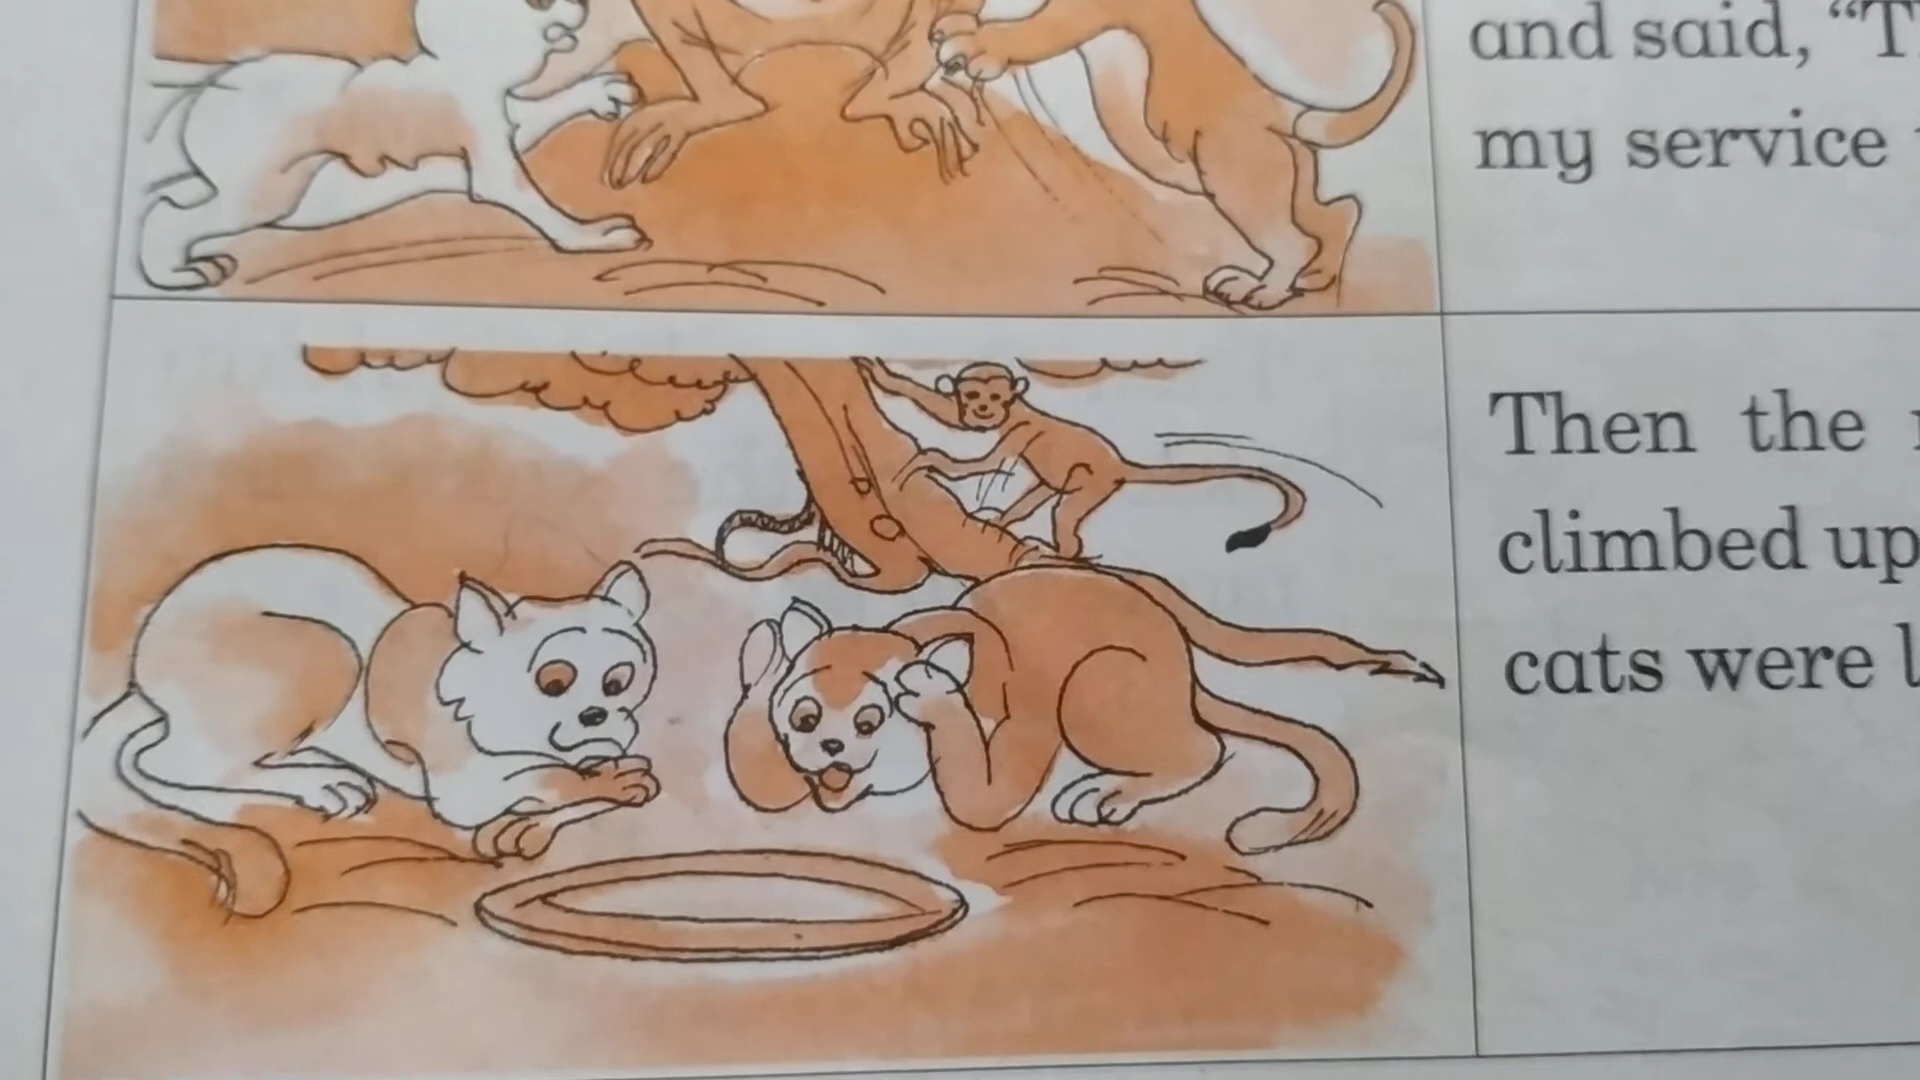 and said, “T
my service
Then the
climbed up
cats were